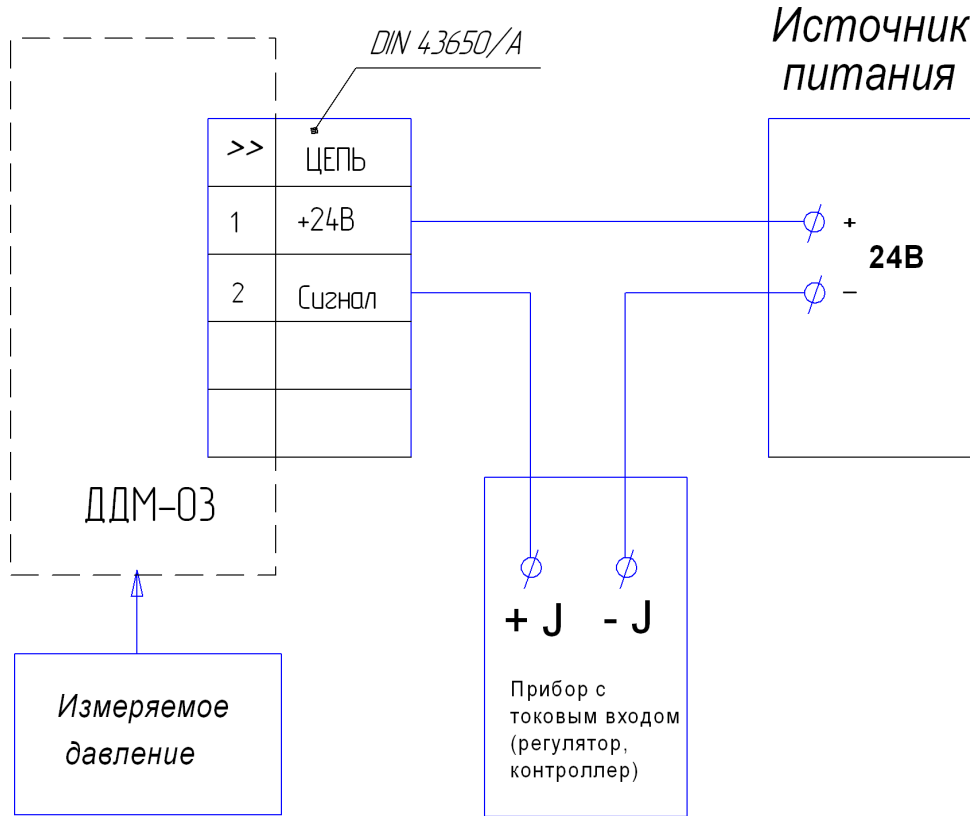 DIN 43650/A
Источник
питания
>> ЦЕПЬ
1 +24В
2 Сигнал
+
24В
–
ДДМ-03
+ J - J
Прибор с
токовым входом
(регулятор,
контроллер)
Измеряемое
давление